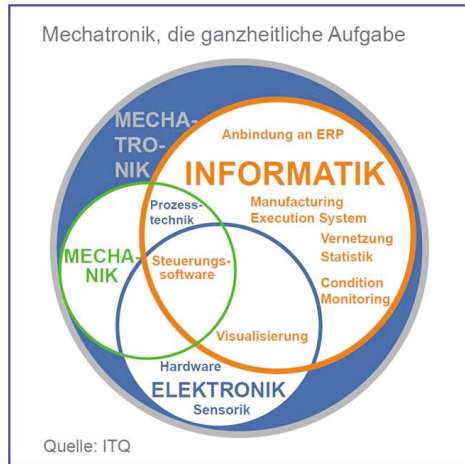 Mechatronik, die ganzheitliche Aufgabe
MECHA-
TRO-
NIK
Anbindung an ERP
INFORMATIK
Prozess-
technik
Manufacturing
Execution System
Vernetzung
Statistik
MECHA-
NIK
Steuerungs-
software
Condition
Monitoring
Visualisierung
Hardware
ELEKTRONIK
Sensorik
Quelle: ITQ